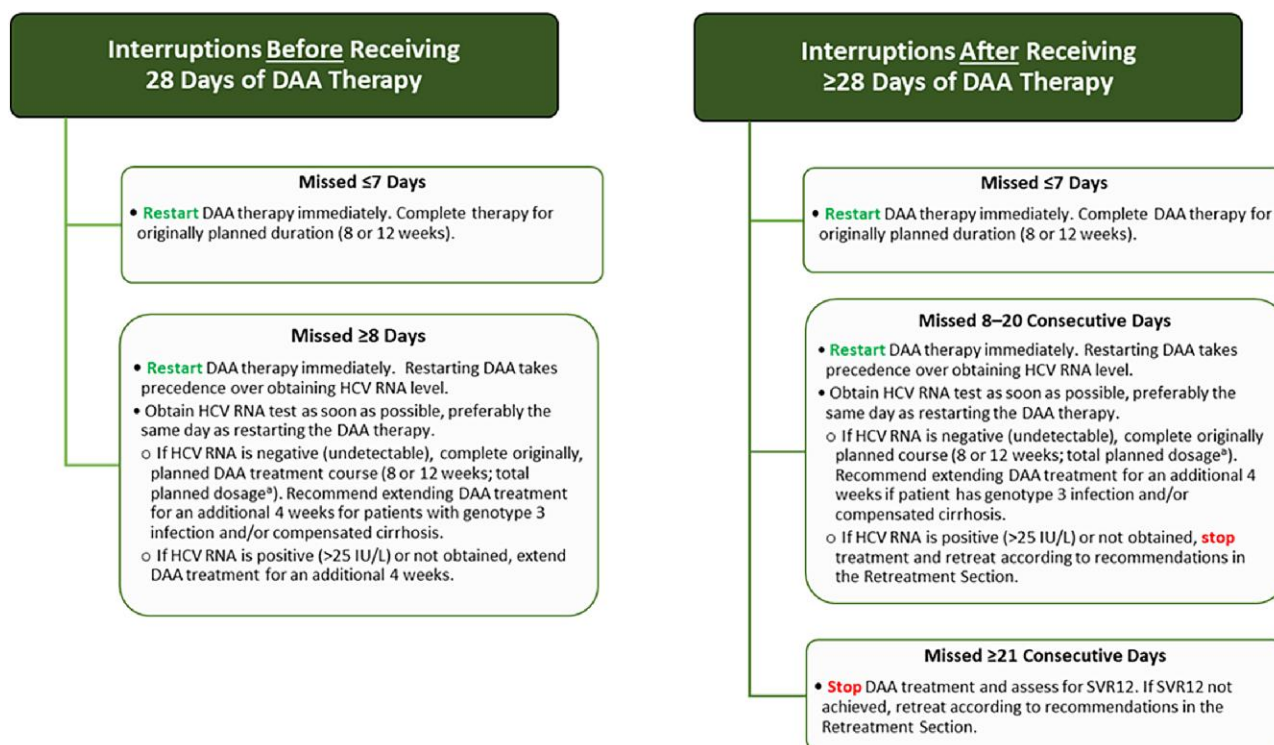 Interruptions Before Receiving
28 Days of DAA Therapy
Missed ≤7 Days
• Restart DAA therapy immediately. Complete therapy for
originally planned duration (8 or 12 weeks).
Missed ≥8 Days
• Restart DAA therapy immediately. Restarting DAA takes
precedence over obtaining HCV RNA level.
• Obtain HCV RNA test as soon as possible, preferably the
same day as restarting the DAA therapy.
○ If HCV RNA is negative (undetectable), complete originally,
planned DAA treatment course (8 or 12 weeks; total
planned dosageᵃ). Recommend extending DAA treatment
for an additional 4 weeks for patients with genotype 3
infection and/or compensated cirrhosis.
○ If HCV RNA is positive (>25 IU/L) or not obtained, extend
DAA treatment for an additional 4 weeks.
Interruptions After Receiving
≥28 Days of DAA Therapy
Missed ≤7 Days
• Restart DAA therapy immediately. Complete DAA therapy for
originally planned duration (8 or 12 weeks).
Missed 8–20 Consecutive Days
• Restart DAA therapy immediately. Restarting DAA takes
precedence over obtaining HCV RNA level.
• Obtain HCV RNA test as soon as possible, preferably the
same day as restarting the DAA therapy.
○ If HCV RNA is negative (undetectable), complete originally
planned course (8 or 12 weeks; total planned dosageᵃ).
Recommend extending DAA treatment for an additional 4
weeks if patient has genotype 3 infection and/or
compensated cirrhosis.
○ If HCV RNA is positive (>25 IU/L) or not obtained, stop
treatment and retreat according to recommendations in
the Retreatment Section.
Missed ≥21 Consecutive Days
• Stop DAA treatment and assess for SVR12. If SVR12 not
achieved, retreat according to recommendations in the
Retreatment Section.